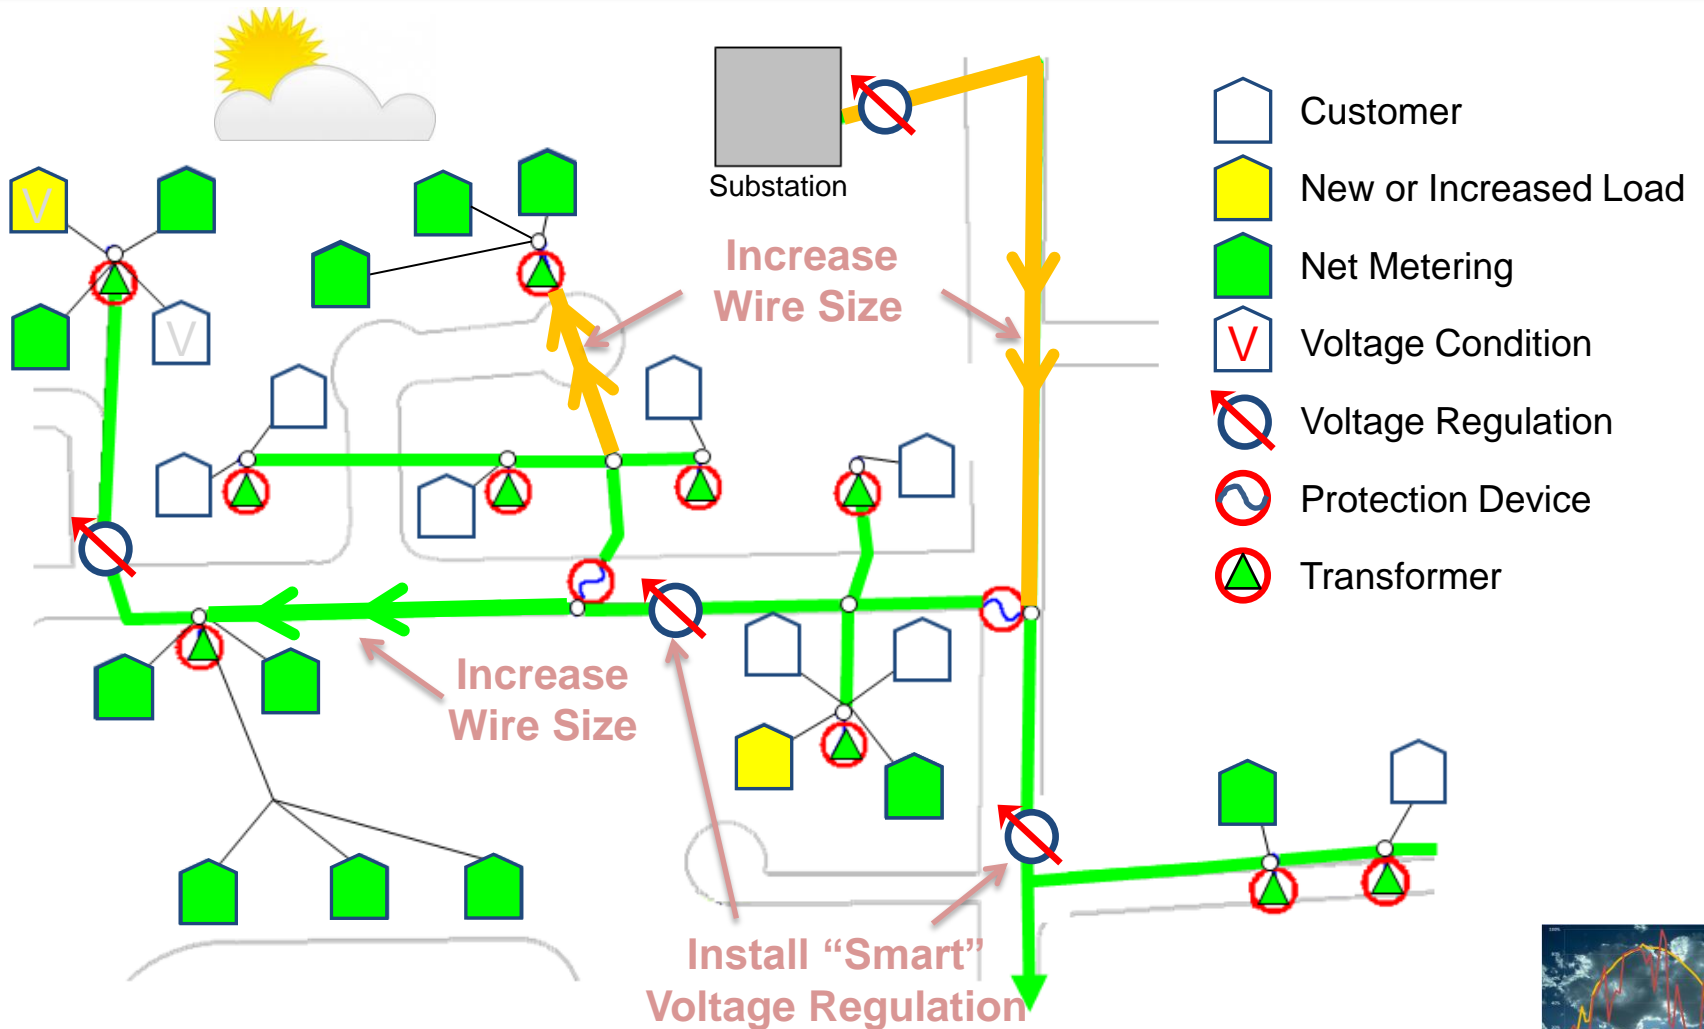 Substation
Customer
New or Increased Load
Net Metering
V
Voltage Condition
Voltage Regulation
Protection Device
Transformer
V
V
Increase
Wire Size
Increase
Wire Size
Install “Smart”
Voltage Regulation